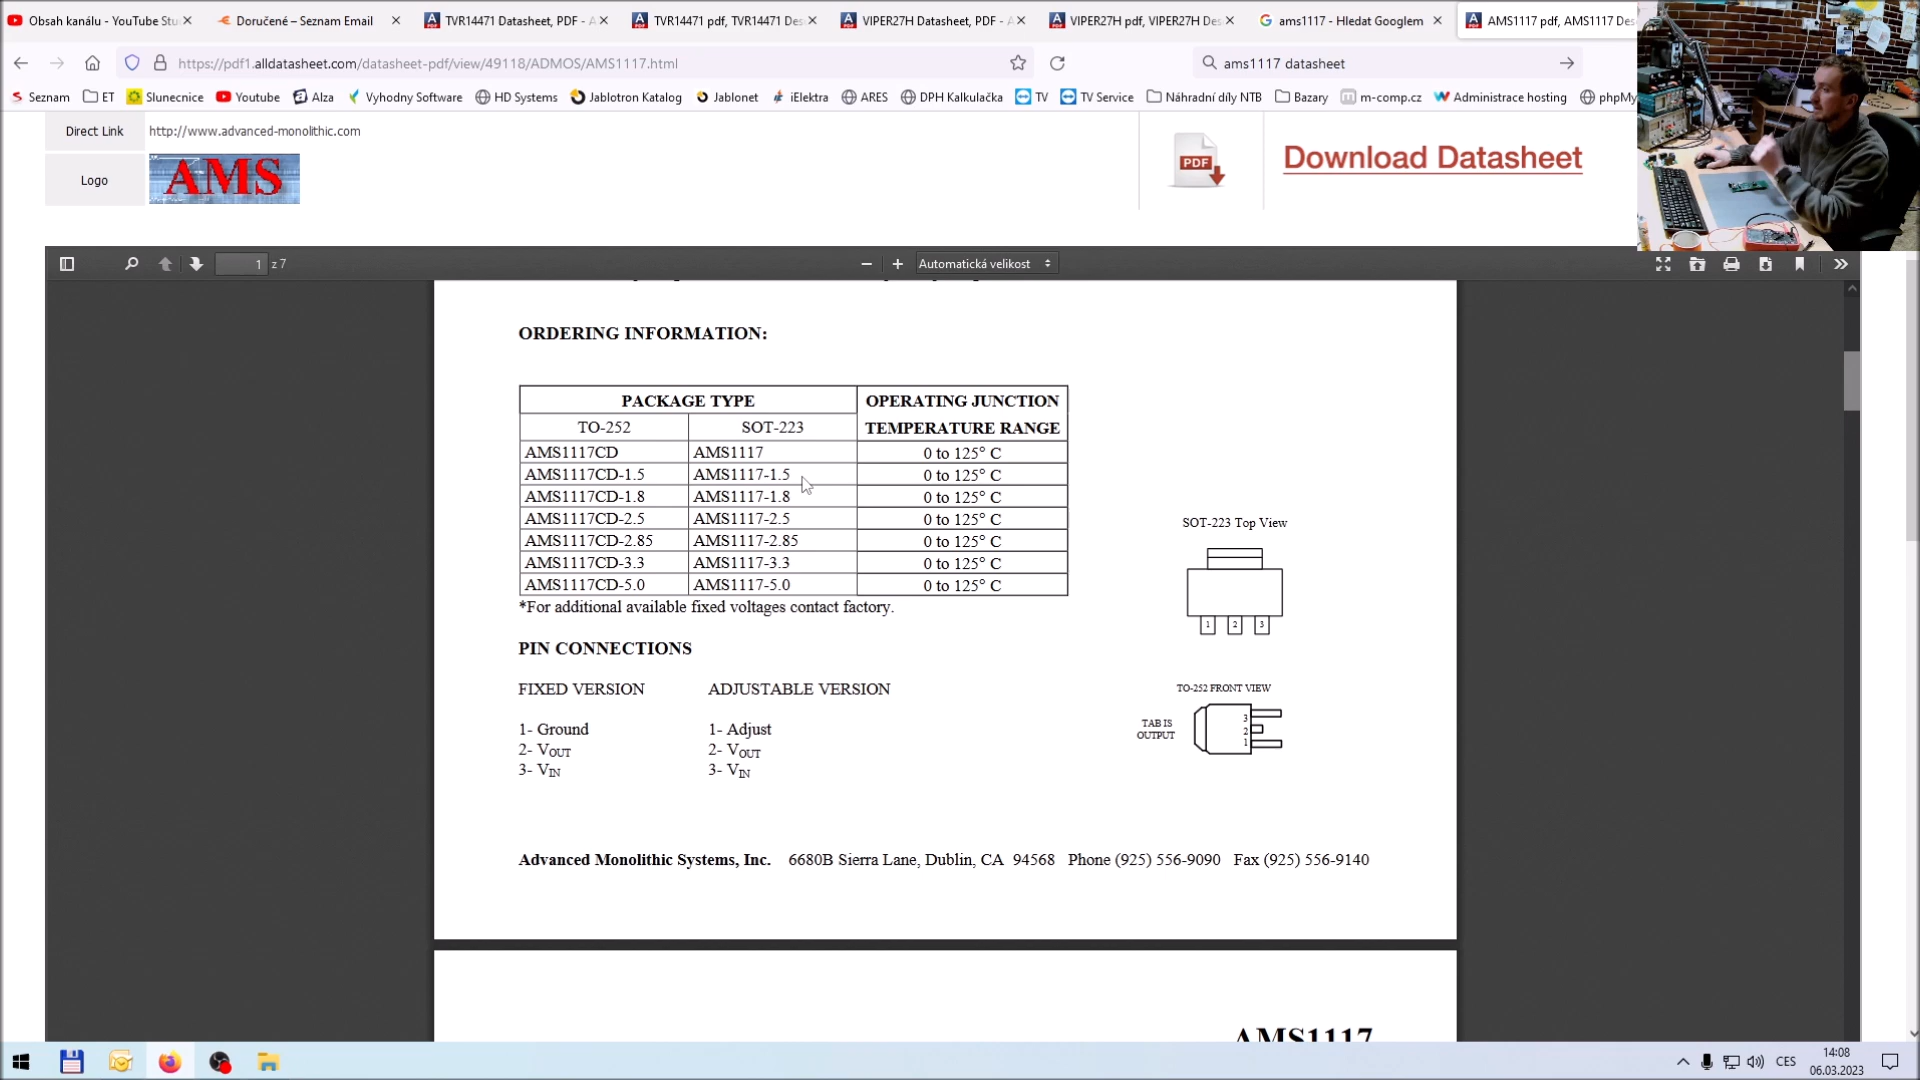 Obsah kanálu - YouTube Stu
Doručené – Seznam Email
TVR14471 Datasheet, PDF - A
TVR14471 pdf, TVR14471 Des
VIPER27H Datasheet, PDF - A
VIPER27H pdf, VIPER27H Des
ams1117 - Hledat Googlem
AMS1117 pdf, AMS1117 Des
https://pdf1.alldatasheet.com/datasheet-pdf/view/49118/ADMOS/AMS1117.html
ams1117 datasheet
Seznam
ET
Slunecnice
Youtube
Alza
Vyhodny Software
HD Systems
Jablotron Katalog
Jablonet
iElektra
ARES
DPH Kalkulačka
TV
TV Service
Náhradní díly NTB
Bazary
m-comp.cz
Administrace hosting
phpMy
Direct Link
http://www.advanced-monolithic.com
Logo
AMS
PDF
Download Datasheet
1 z 7
Automatická velikost
ORDERING INFORMATION:
PACKAGE TYPE OPERATING JUNCTION
TO-252 SOT-223 TEMPERATURE RANGE
AMS1117CD AMS1117 0 to 125° C
AMS1117CD-1.5 AMS1117-1.5 0 to 125° C
AMS1117CD-1.8 AMS1117-1.8 0 to 125° C
AMS1117CD-2.5 AMS1117-2.5 0 to 125° C
AMS1117CD-2.85 AMS1117-2.85 0 to 125° C
AMS1117CD-3.3 AMS1117-3.3 0 to 125° C
AMS1117CD-5.0 AMS1117-5.0 0 to 125° C
*For additional available fixed voltages contact factory.
SOT-223 Top View
1 2 3
PIN CONNECTIONS
FIXED VERSION ADJUSTABLE VERSION
1- Ground 1- Adjust
2- VOUT 2- VOUT
3- VIN 3- VIN
TO-252 FRONT VIEW
TAB IS
OUTPUT
3
2
1
Advanced Monolithic Systems, Inc. 6680B Sierra Lane, Dublin, CA 94568 Phone (925) 556-9090 Fax (925) 556-9140
AMS1117
CES
14:08
06.03.2023